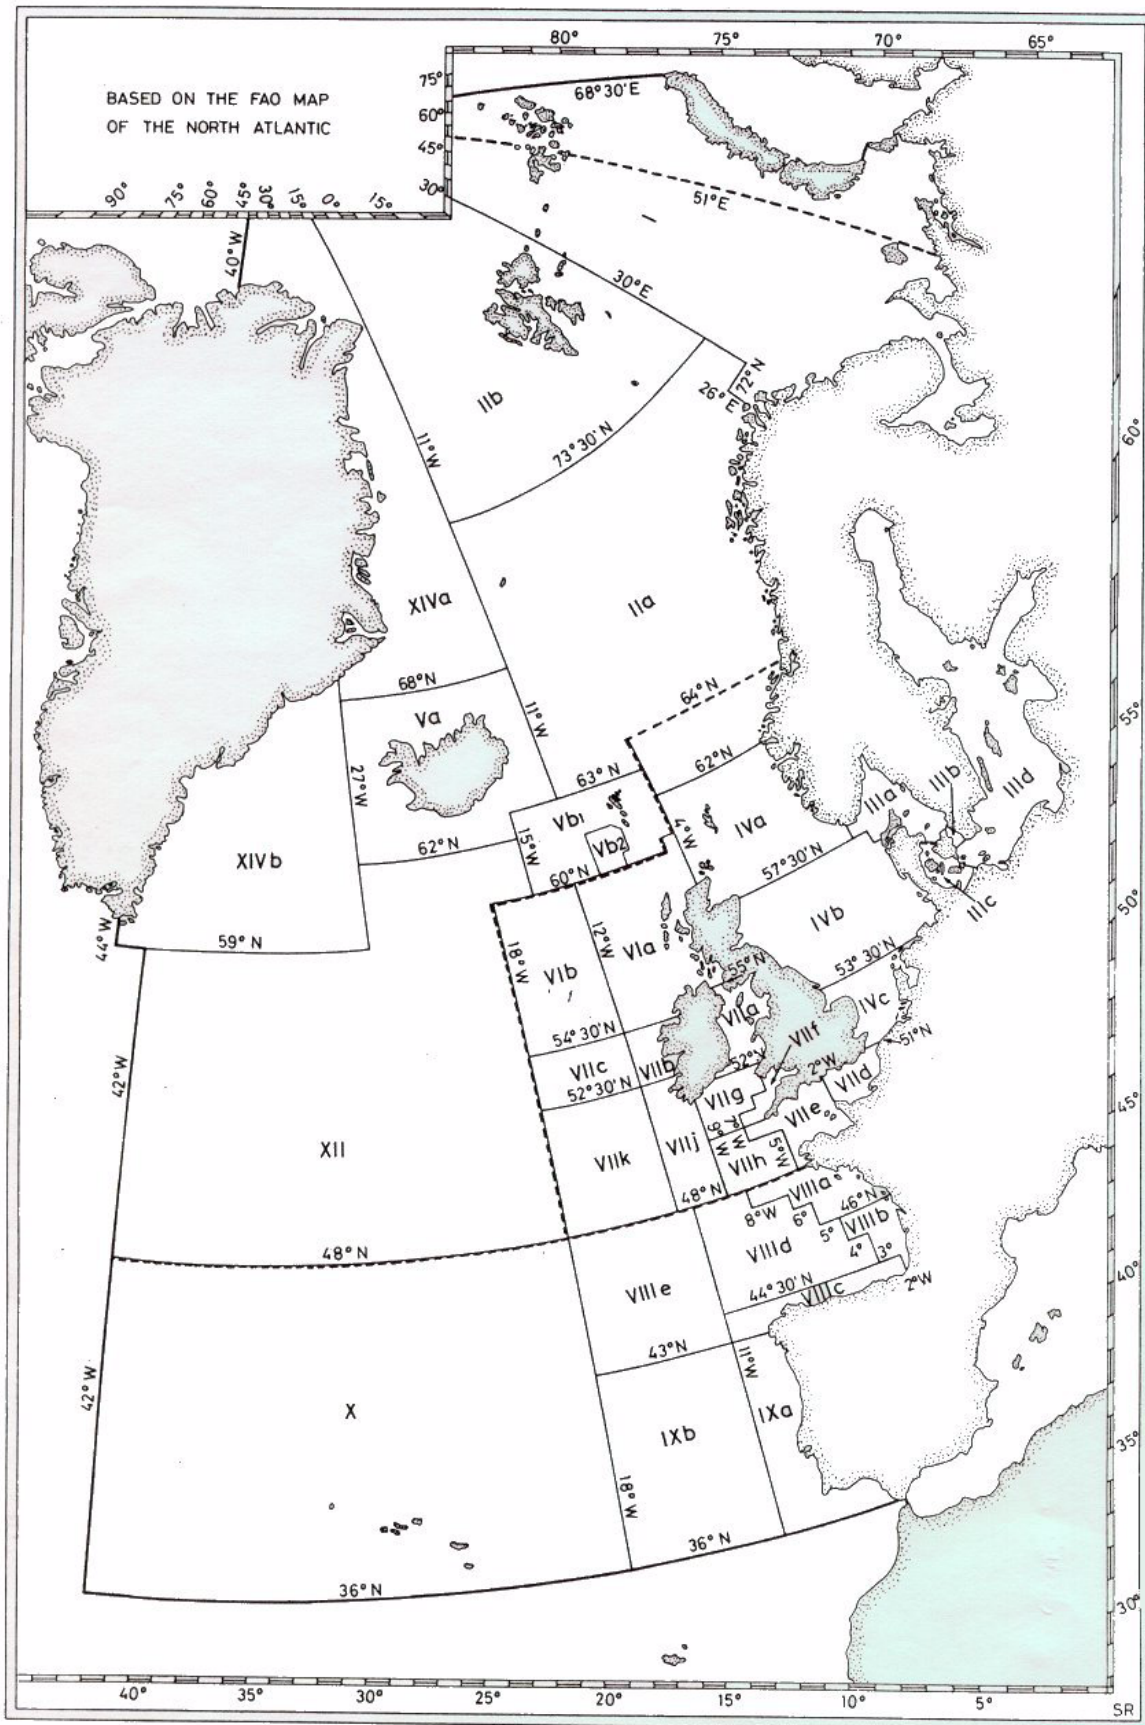 80°
75°
70°
65°
BASED ON THE FAO MAP
OF THE NORTH ATLANTIC
75°
60°
45°
30°
68°30'E
51°E
90°
75°
60°
45°
30°
15°
0°
15°
40°W
30°E
72°N
26°E
IIb
73°30'N
11°W
60°
XIVa
IIa
68°N
64°N
Va
11°W
55°
62°N
63°N
27°W
IIIa
IIIb
IIId
Vb1
15°W
4°W
IVa
Vb2
62°N
XIVb
60°N
57°30'N
IIIc
50°
44°W
59°N
18°W
12°W
VIa
VIb
IVb
53°30'N
55°N
IVc
VIIa
VIIf
51°N
54°30'N
VIIc
VIIb
52°N
2°W
VIId
52°30'N
VIIg
VIIe
45°
42°W
XII
VIIk
VIIj
9°W
7°W
5°W
VIIh
48°N
VIIIa
46°N
8°W
6°
5°
VIIIb
4°
3°
VIIId
48°N
40°
44°30'N
VIIIc
2°W
VIIIe
43°N
11°W
42°W
X
IXb
IXa
35°
18°W
36°N
36°N
30°
40°
35°
30°
25°
20°
15°
10°
5°
SR